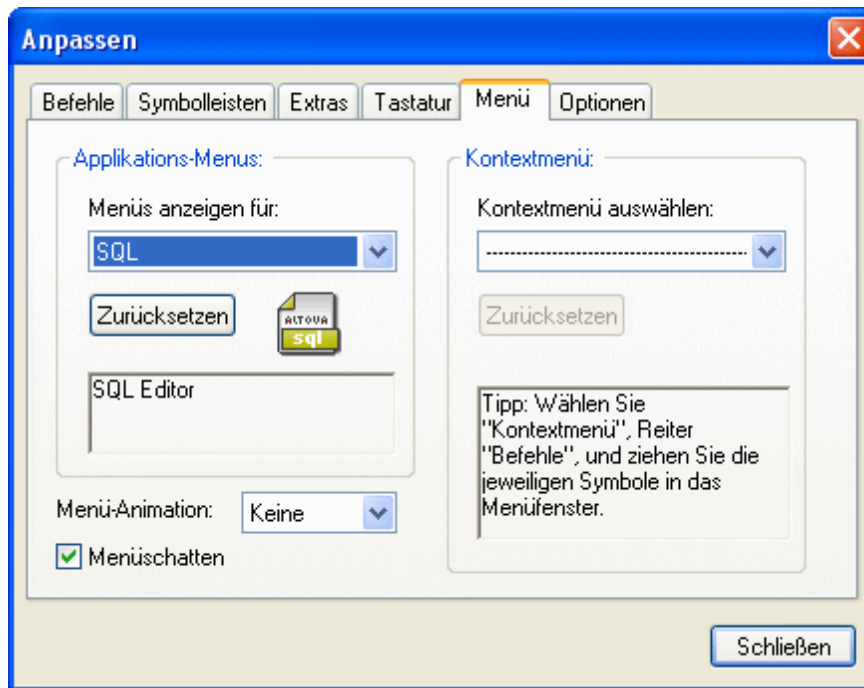 Anpassen
Befehle Symbolleisten Extras Tastatur Menü Optionen
Applikations-Menus:
Menüs anzeigen für:
SQL
Zurücksetzen
ALTOVA
sql
SQL Editor
Menü-Animation: Keine
Menüschatten
Kontextmenü:
Kontextmenü auswählen:
--------------------------------------------
Zurücksetzen
Tipp: Wählen Sie
"Kontextmenü", Reiter
"Befehle", und ziehen Sie die
jeweiligen Symbole in das
Menüfenster.
Schließen